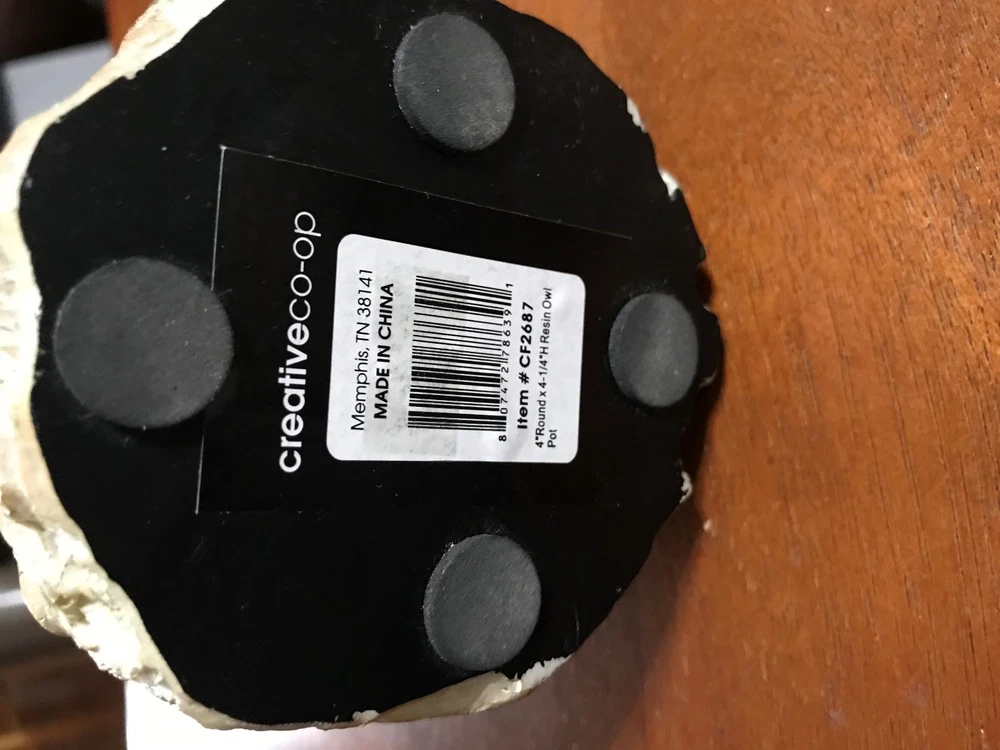 creativeco-op
Memphis, TN 38141
MADE IN CHINA
8 07472 78639 1
Item # CF2687
4"Round x 4-1/4"H Resin Owl
Pot